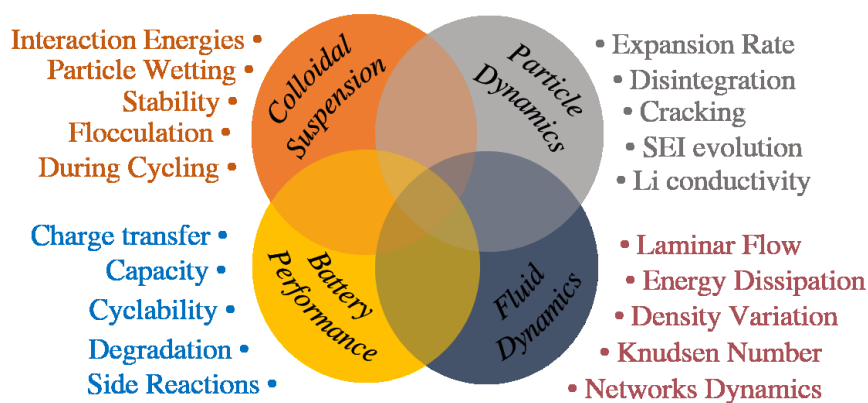 Interaction Energies •
Particle Wetting •
Stability •
Flocculation •
During Cycling •
Colloidal
Suspension
Particle
Dynamics
• Expansion Rate
• Disintegration
• Cracking
• SEI evolution
• Li conductivity
Charge transfer •
Capacity •
Cyclability •
Degradation •
Side Reactions •
Battery
Performance
Fluid
Dynamics
• Laminar Flow
• Energy Dissipation
• Density Variation
• Knudsen Number
• Networks Dynamics